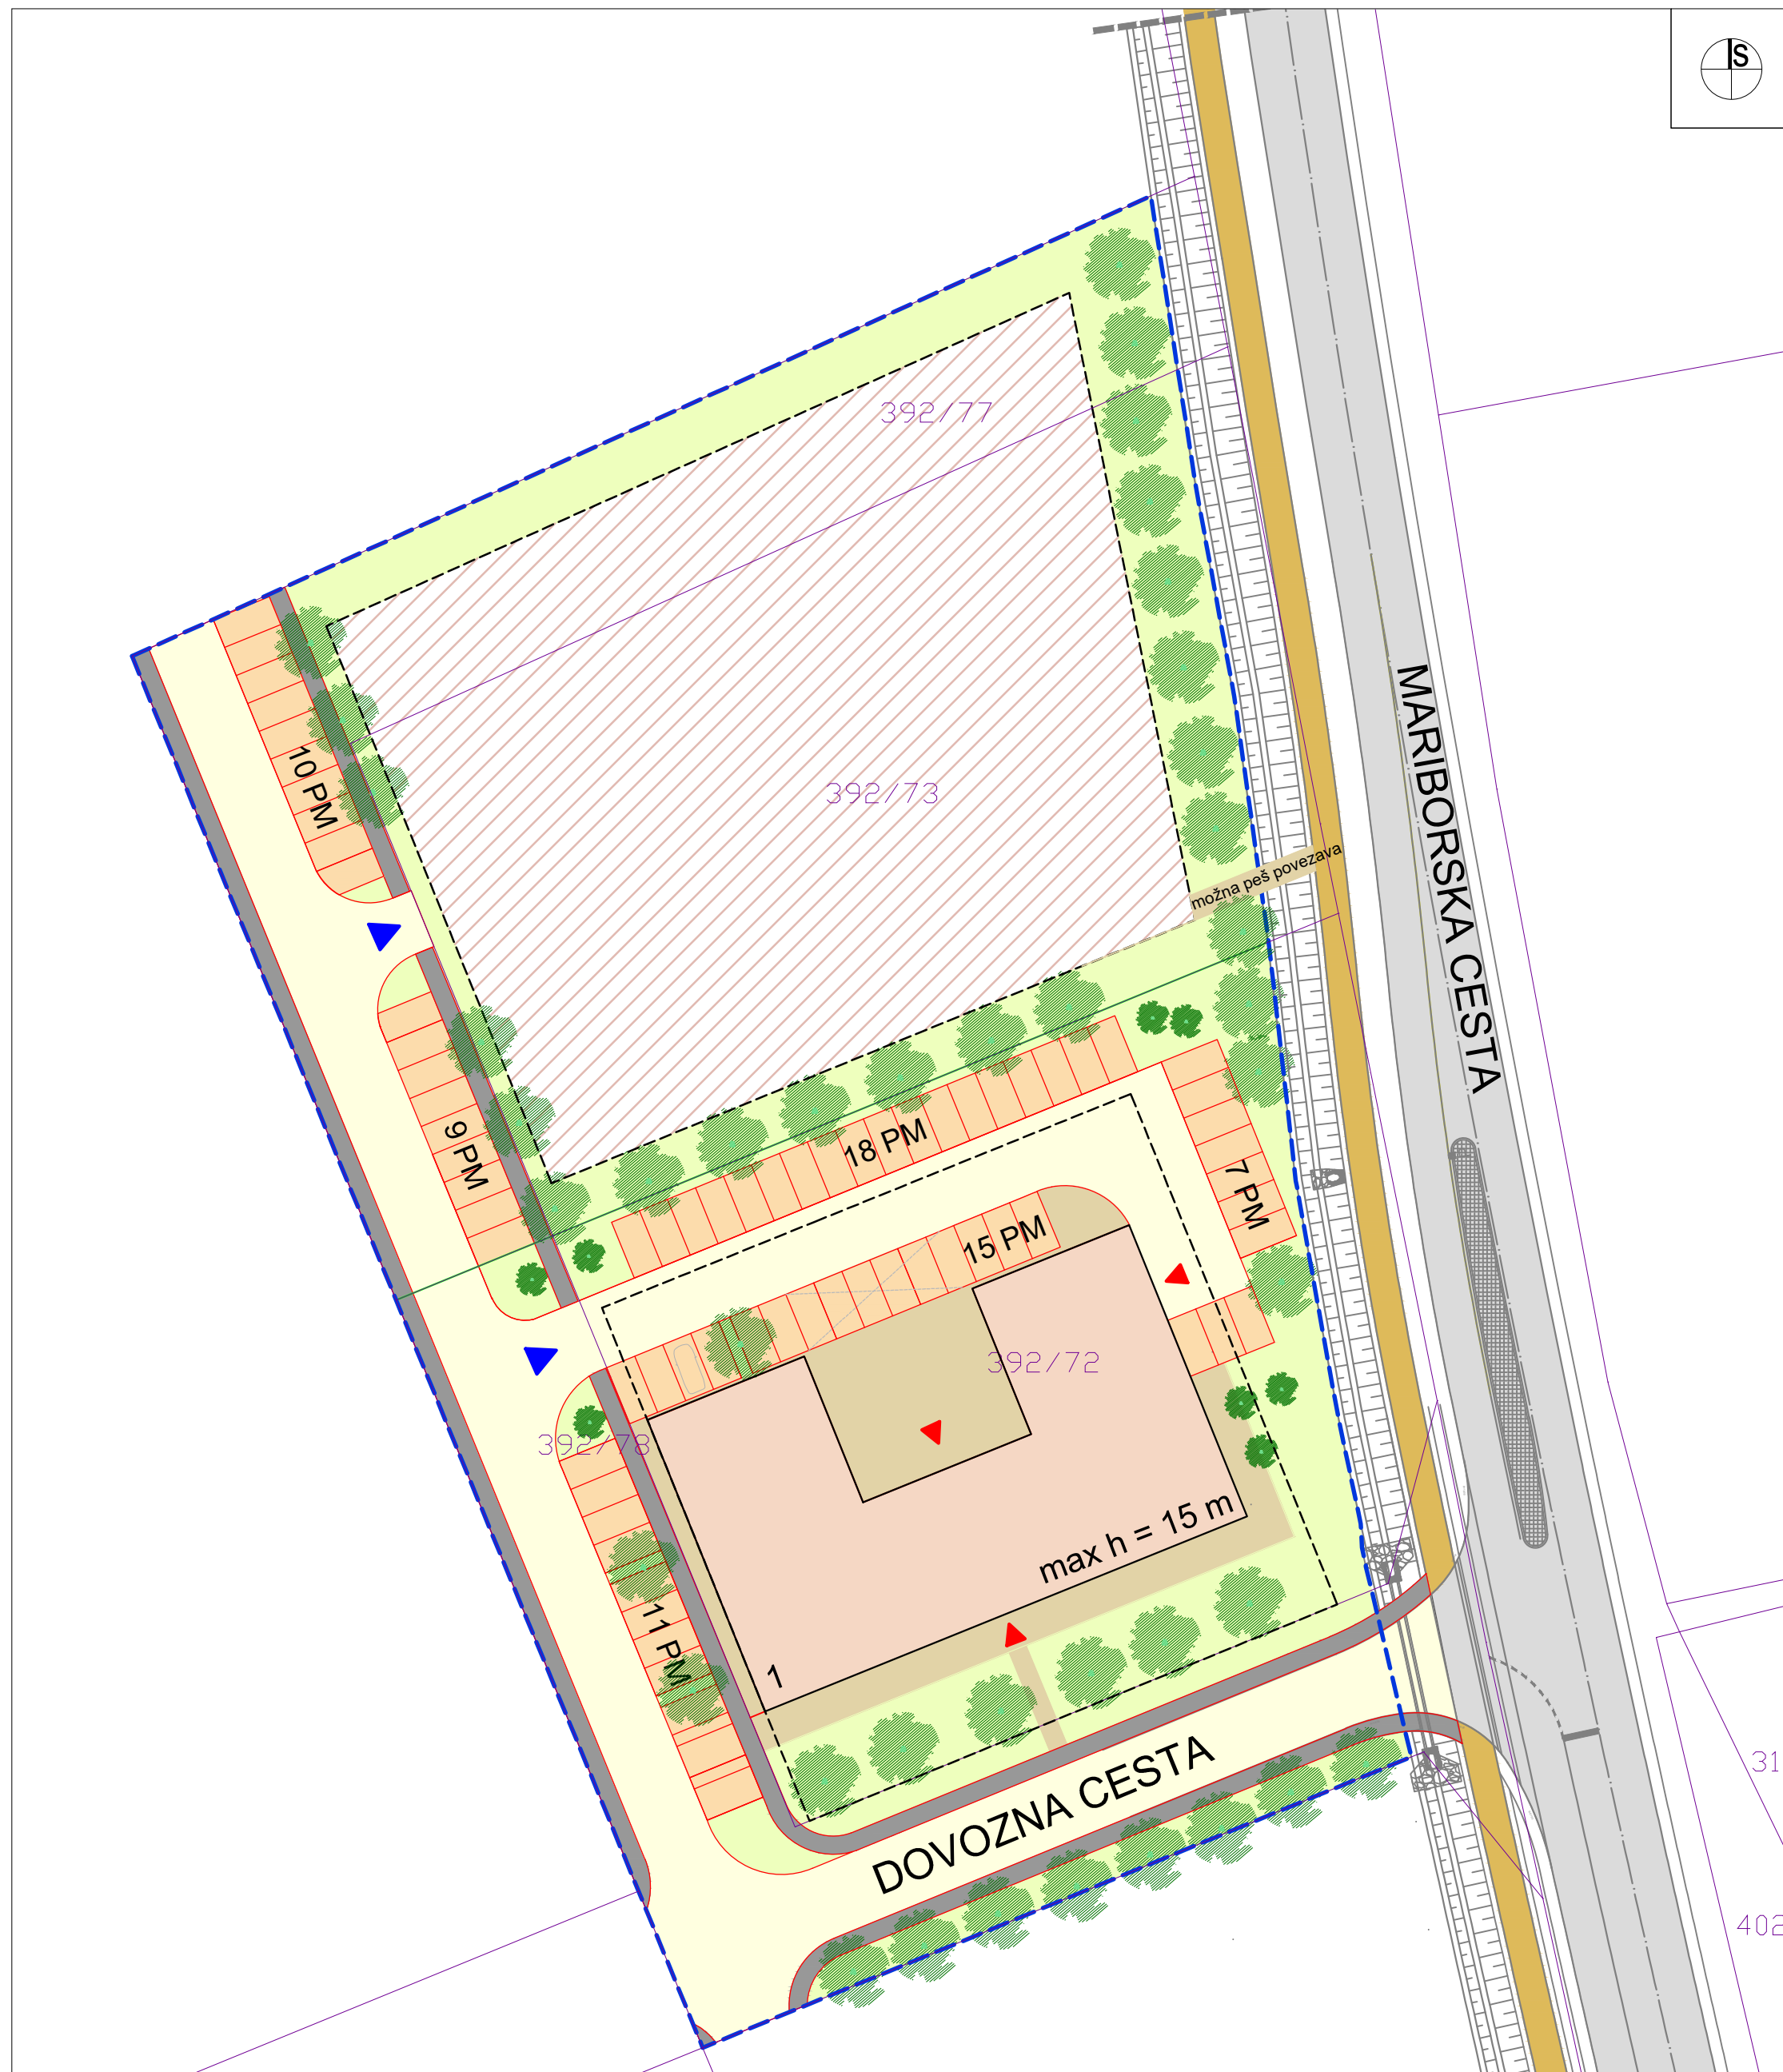 S
392/77
MARIBORSKA CESTA
10 PM
392/73
možna peš povezava
9 PM
18 PM
7 PM
15 PM
392/72
392/78
max h = 15 m
11 PM
1
DOVOZNA CESTA
31
402